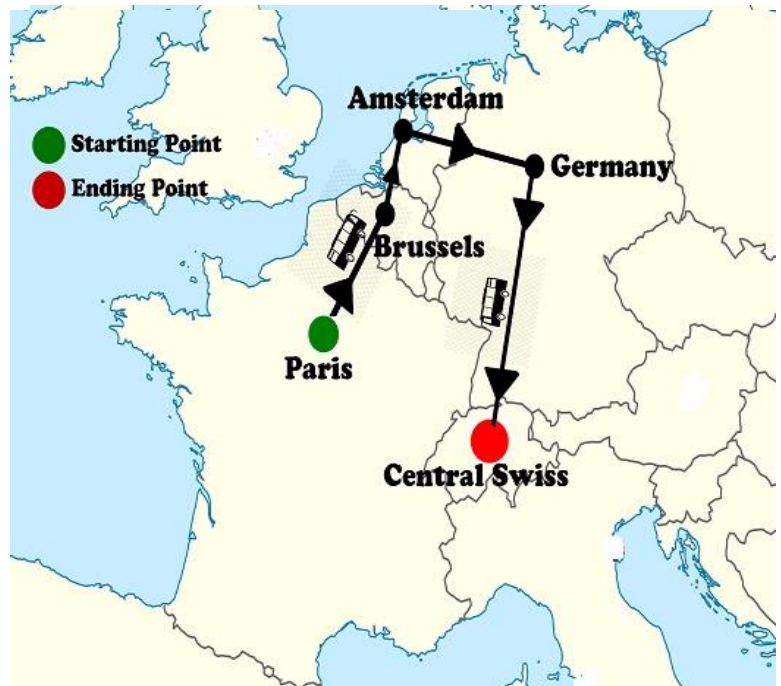 Amsterdam
Starting Point
Germany
Ending Point
Brussels
Paris
Central Swiss